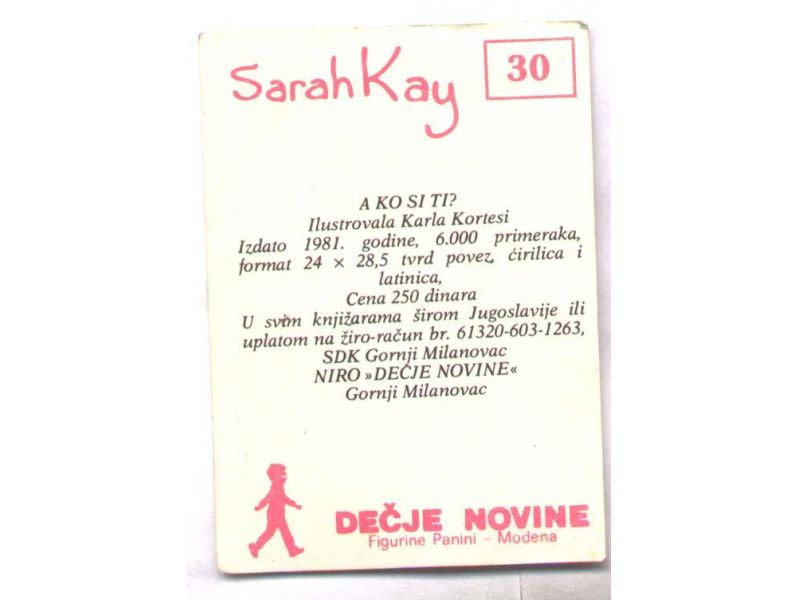 Sarah Kay
30
A KO SI TI?
Ilustrovala Karla Kortesi
Izdato 1981. godine, 6.000 primeraka,
format 24 × 28,5 tvrd povez, ćirilica i
latinica,
Cena 250 dinara
U svim knjižarama širom Jugoslavije ili
uplatom na žiro-račun br. 61320-603-1263,
SDK Gornji Milanovac
NIRO »DEČJE NOVINE«
Gornji Milanovac
DEČJE NOVINE
Figurine Panini - Modena